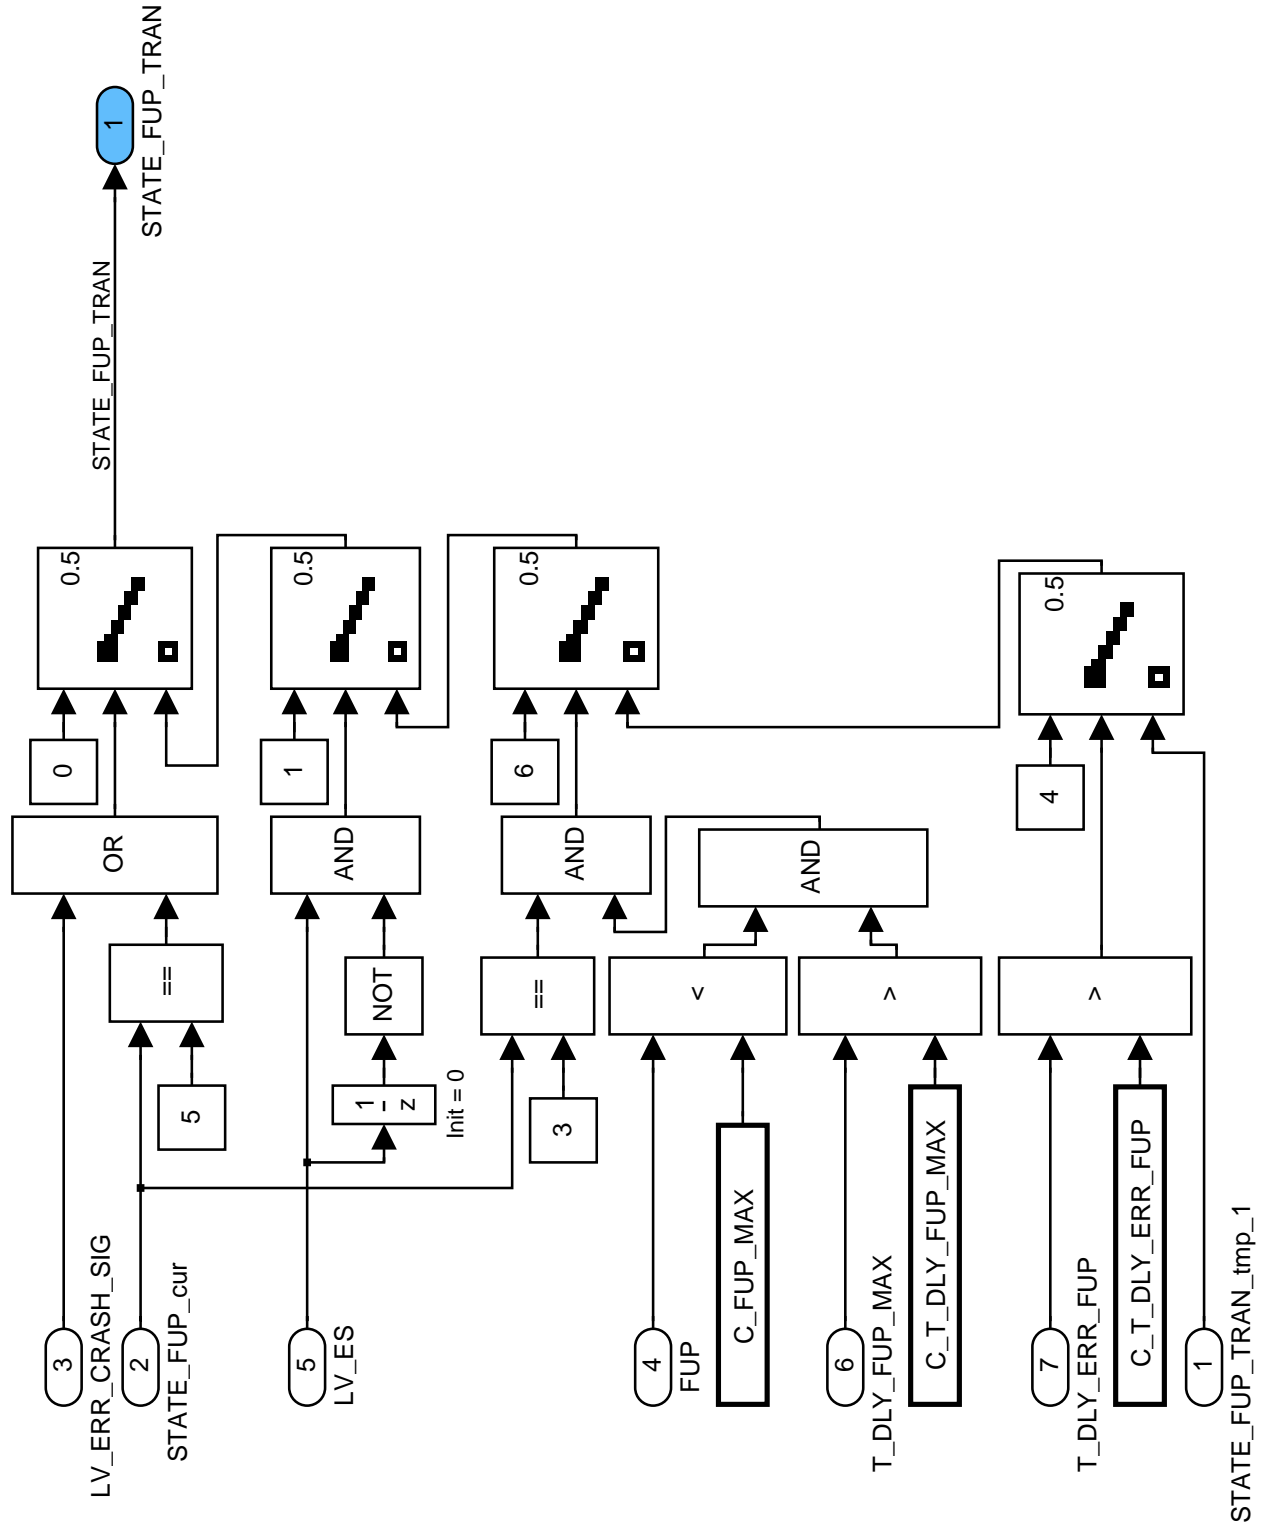 3
LV_ERR_CRASH_SIG
0
0.5
OR
STATE_FUP_TRAN
1
STATE_FUP_TRAN
2
STATE_FUP_cur
==
5
5
LV_ES
1
0.5
AND
NOT
1
z
Init = 0
6
0.5
AND
==
3
4
FUP
<
C_FUP_MAX
AND
6
T_DLY_FUP_MAX
>
C_T_DLY_FUP_MAX
4
0.5
7
T_DLY_ERR_FUP
>
C_T_DLY_ERR_FUP
1
STATE_FUP_TRAN_tmp_1